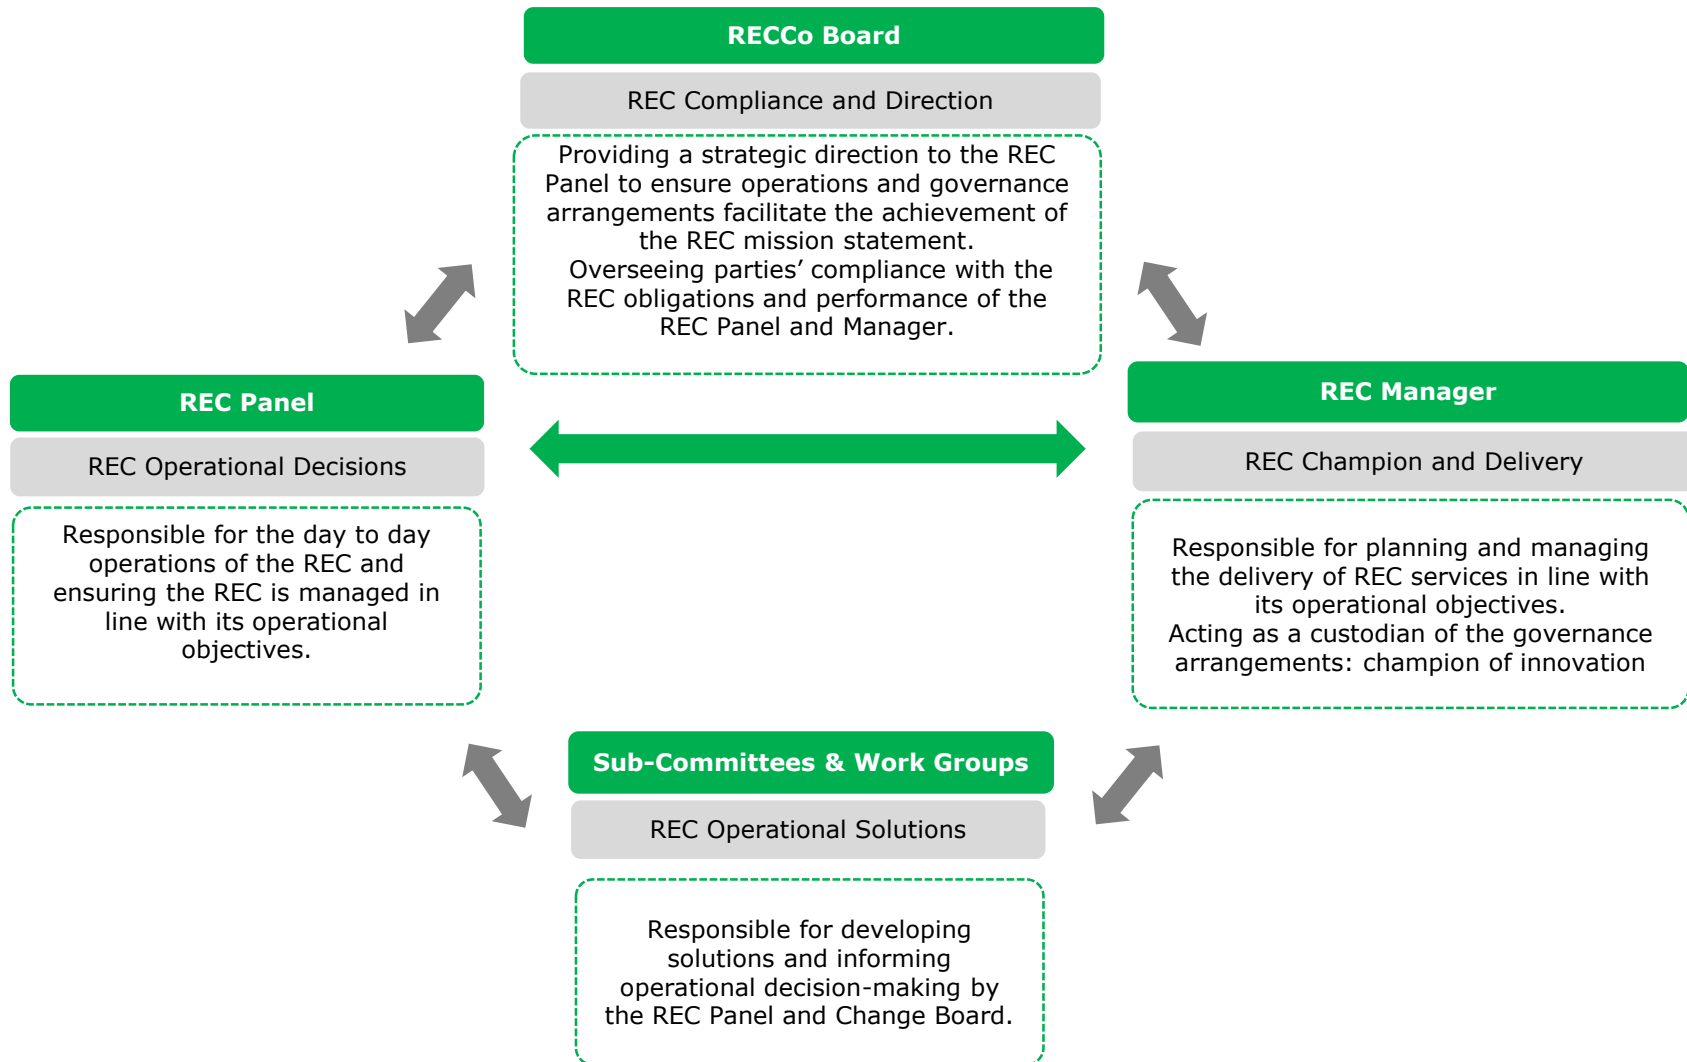 RECCo Board
REC Compliance and Direction
Providing a strategic direction to the REC
Panel to ensure operations and governance
arrangements facilitate the achievement of
the REC mission statement.
Overseeing parties’ compliance with the
REC obligations and performance of the
REC Panel and Manager.
REC Panel
REC Operational Decisions
Responsible for the day to day
operations of the REC and
ensuring the REC is managed in
line with its operational
objectives.
REC Manager
REC Champion and Delivery
Responsible for planning and managing
the delivery of REC services in line with
its operational objectives.
Acting as a custodian of the governance
arrangements: champion of innovation
Sub-Committees & Work Groups
REC Operational Solutions
Responsible for developing
solutions and informing
operational decision-making by
the REC Panel and Change Board.